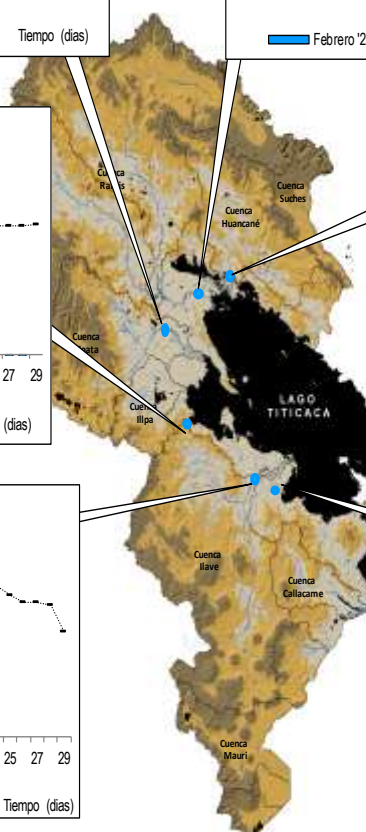 Tiempo (dias)
Febrero '2
Cuenca
Ramis
Cuenca
Suches
Cuenca
Huancané
Cuenca
27 29
(dias)
Cuenca
Illpa
LAGO
TITICACA
Cuenca
Ilave
Cuenca
Callacame
25 27 29
Tiempo (dias)
Cuenca
Mauri